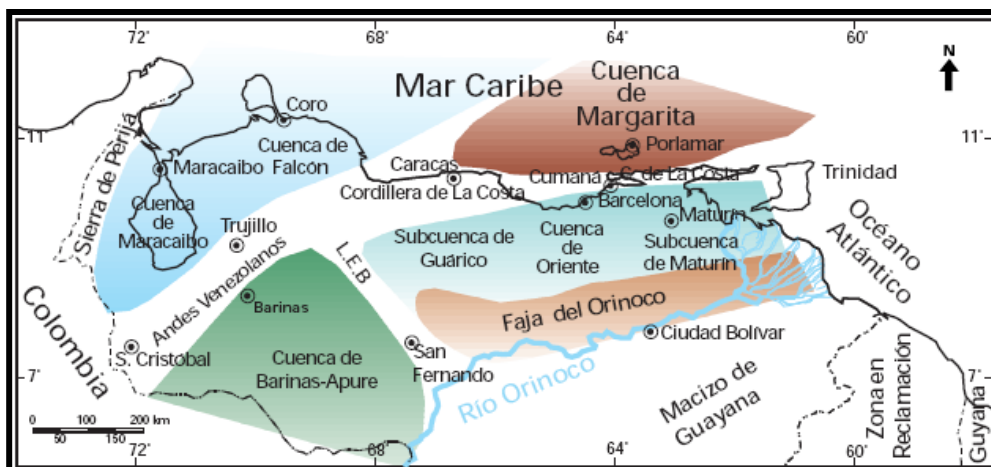 72°
68°
64°
60°
N
11°
11°
Mar Caribe
Cuenca
de
Margarita
Porlamar
Coro
Cuenca de
Falcón
Sierra de Perijá
Maracaibo
Cuenca
de
Maracaibo
Caracas
Cordillera de La Costa
Cumaná
C. de La Costa
Barcelona
Trinidad
Trujillo
Andes Venezolanos
L.E.B
Subcuenca de
Guárico
Cuenca
de
Oriente
Maturín
Subcuenca
de Maturín
Océano
Atlántico
Faja del Orinoco
Barinas
Colombia
S. Cristóbal
Cuenca de
Barinas-Apure
San
Fernando
Río Orinoco
Ciudad Bolívar
Macizo de
Guayana
Zona en
Reclamación
Guyana
7°
7°
0 100 200 km
50 150
72°
68°
64°
60°